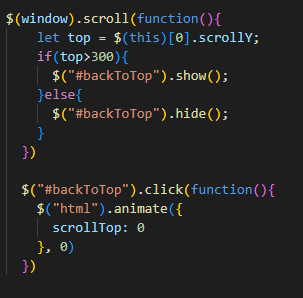 $(window).scroll(function(){
    let top = $(this)[0].scrollY;
    if(top>300){
      $("#backToTop").show();
    }else{
      $("#backToTop").hide();
    }
  })

  $("#backToTop").click(function(){
    $("html").animate({
      scrollTop: 0
    }, 0)
  })